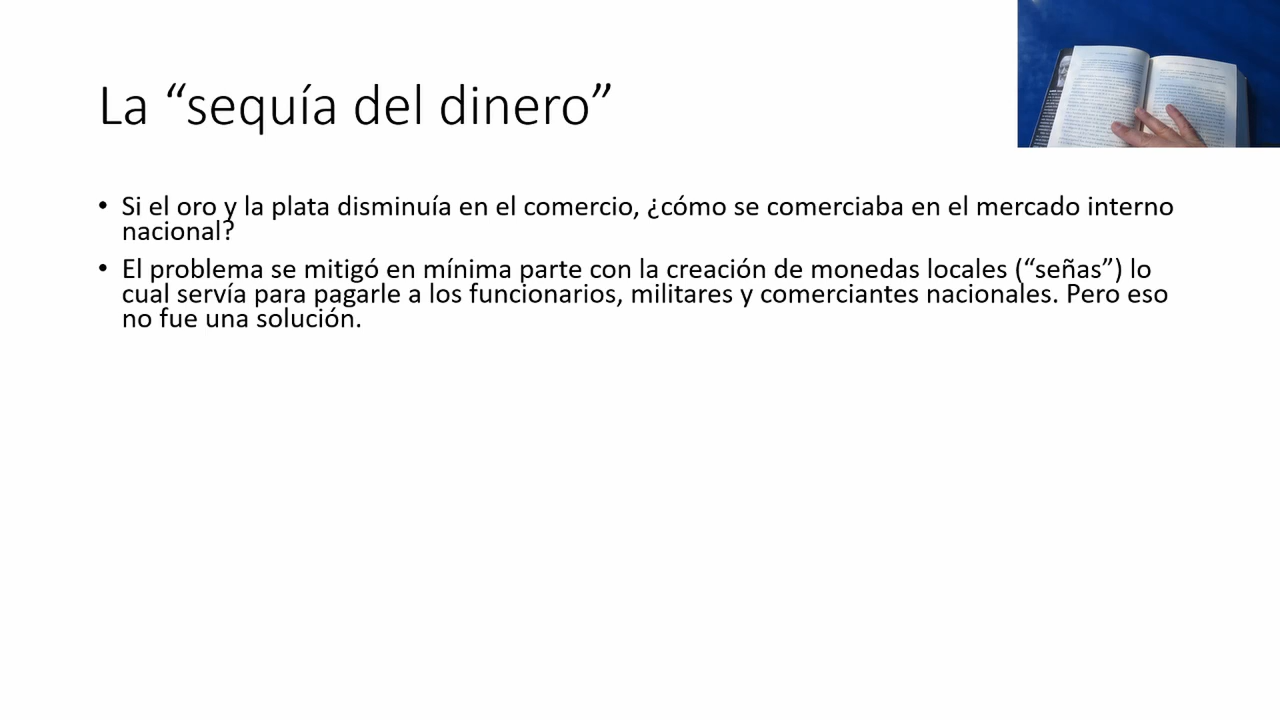 La “sequía del dinero”
• Si el oro y la plata disminuía en el comercio, ¿cómo se comerciaba en el mercado interno
nacional?
• El problema se mitigó en mínima parte con la creación de monedas locales (“señas”) lo
cual servía para pagarle a los funcionarios, militares y comerciantes nacionales. Pero eso
no fue una solución.